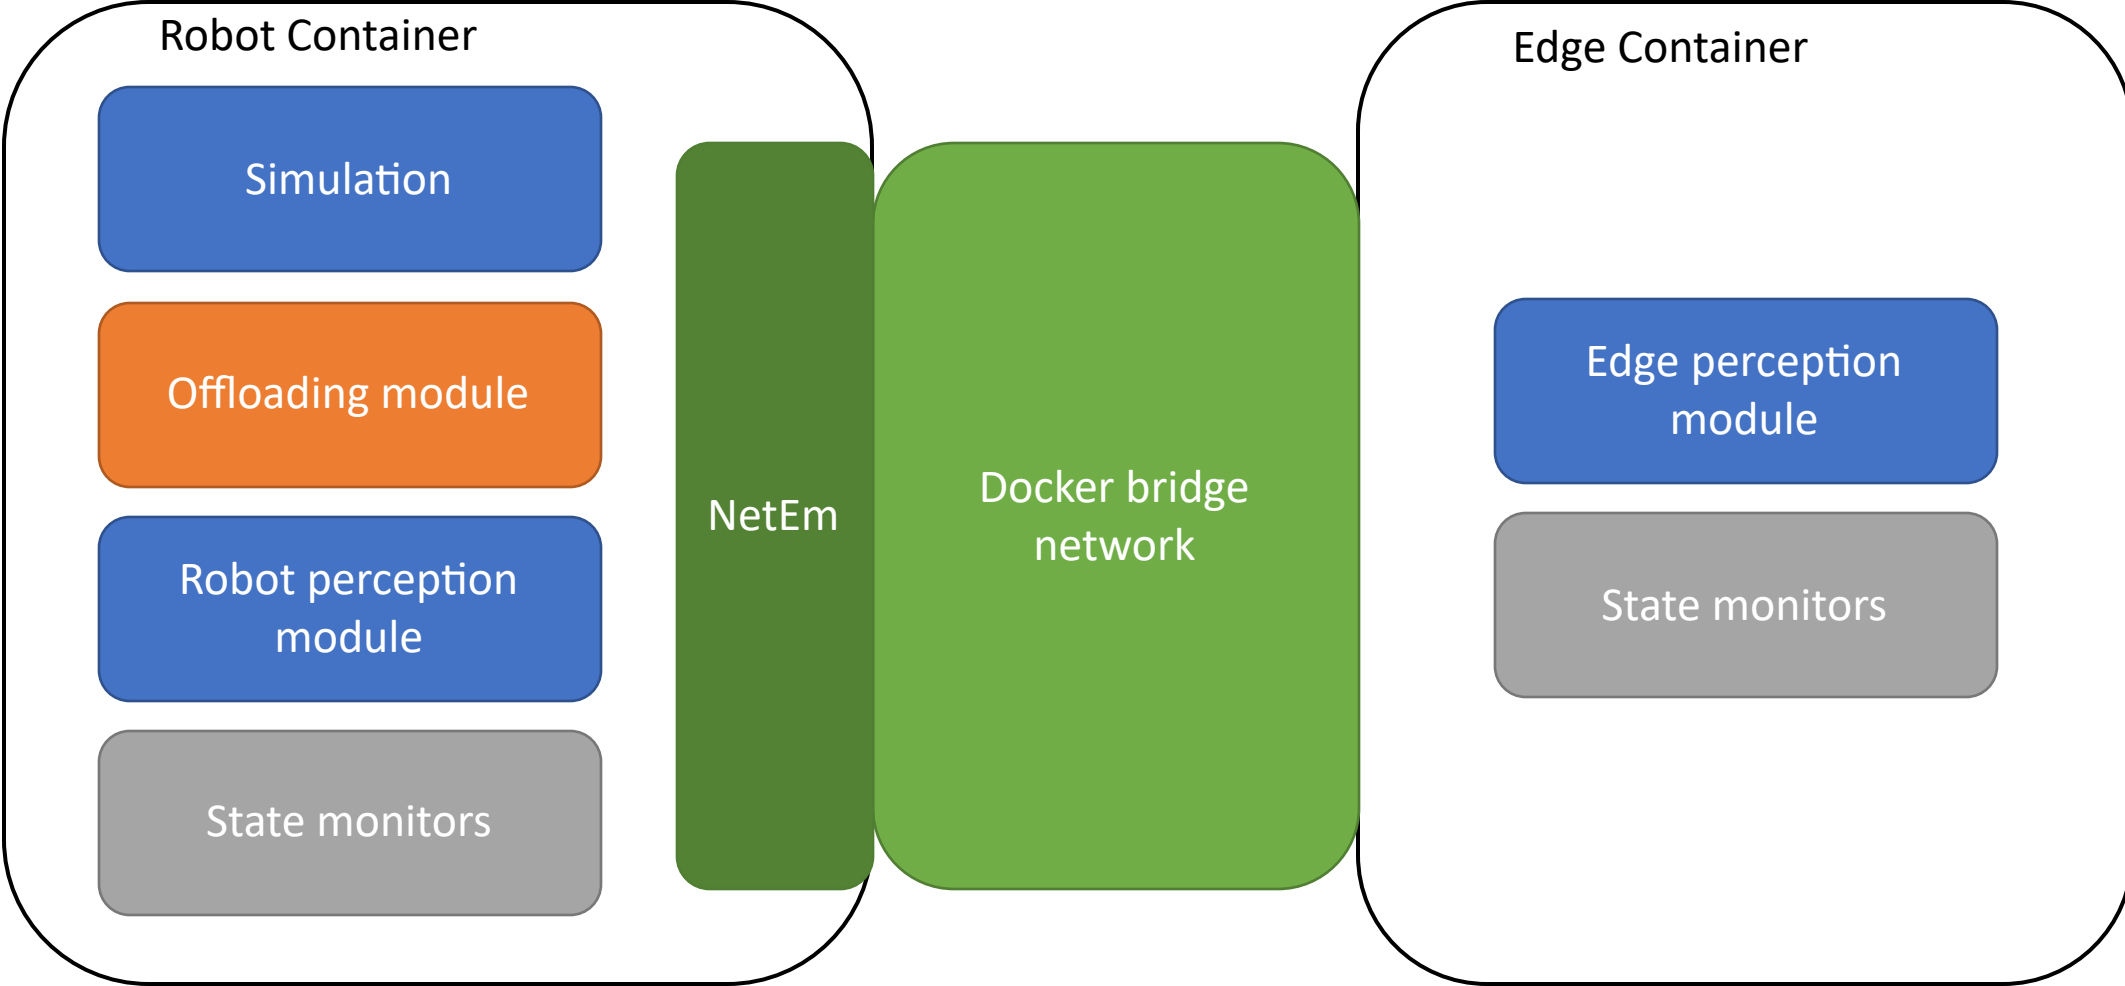 Robot Container
Simulation
Offloading module
Robot perception
module
State monitors
NetEm
Docker bridge
network
Edge Container
Edge perception
module
State monitors